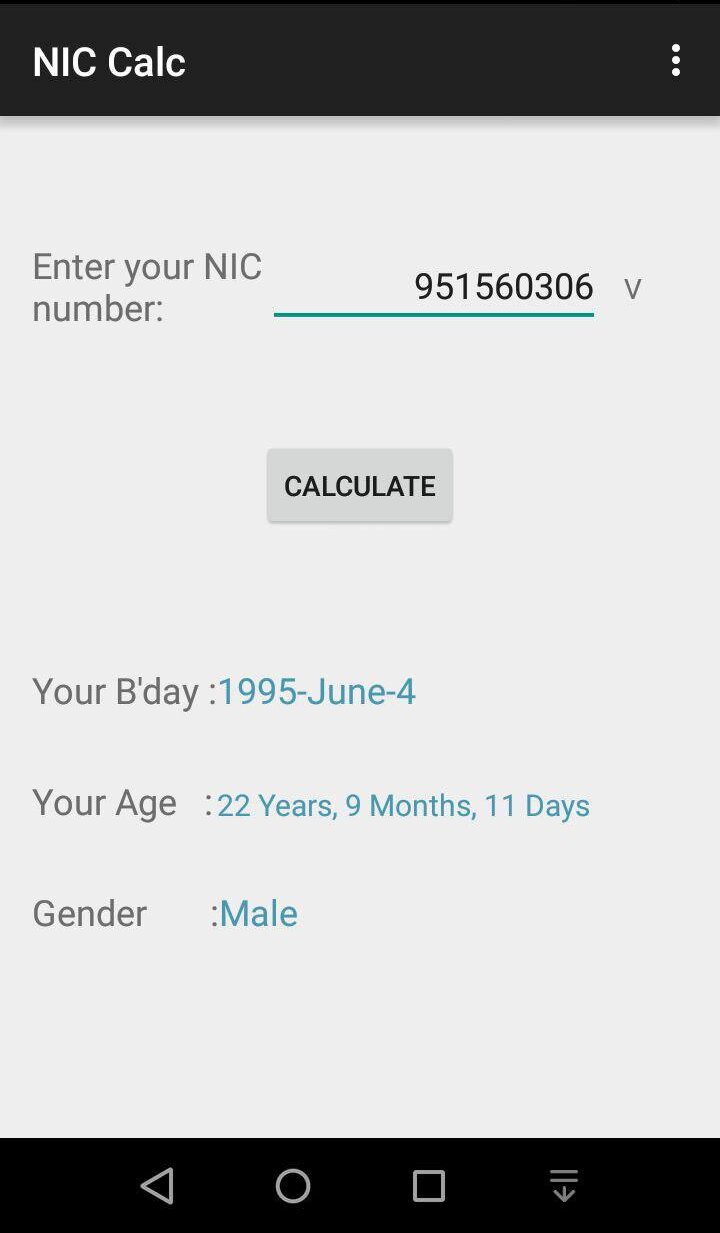 NIC Calc
Enter your NIC
number:
951560306 V
CALCULATE
Your B'day :1995-June-4
Your Age :22 Years, 9 Months, 11 Days
Gender :Male